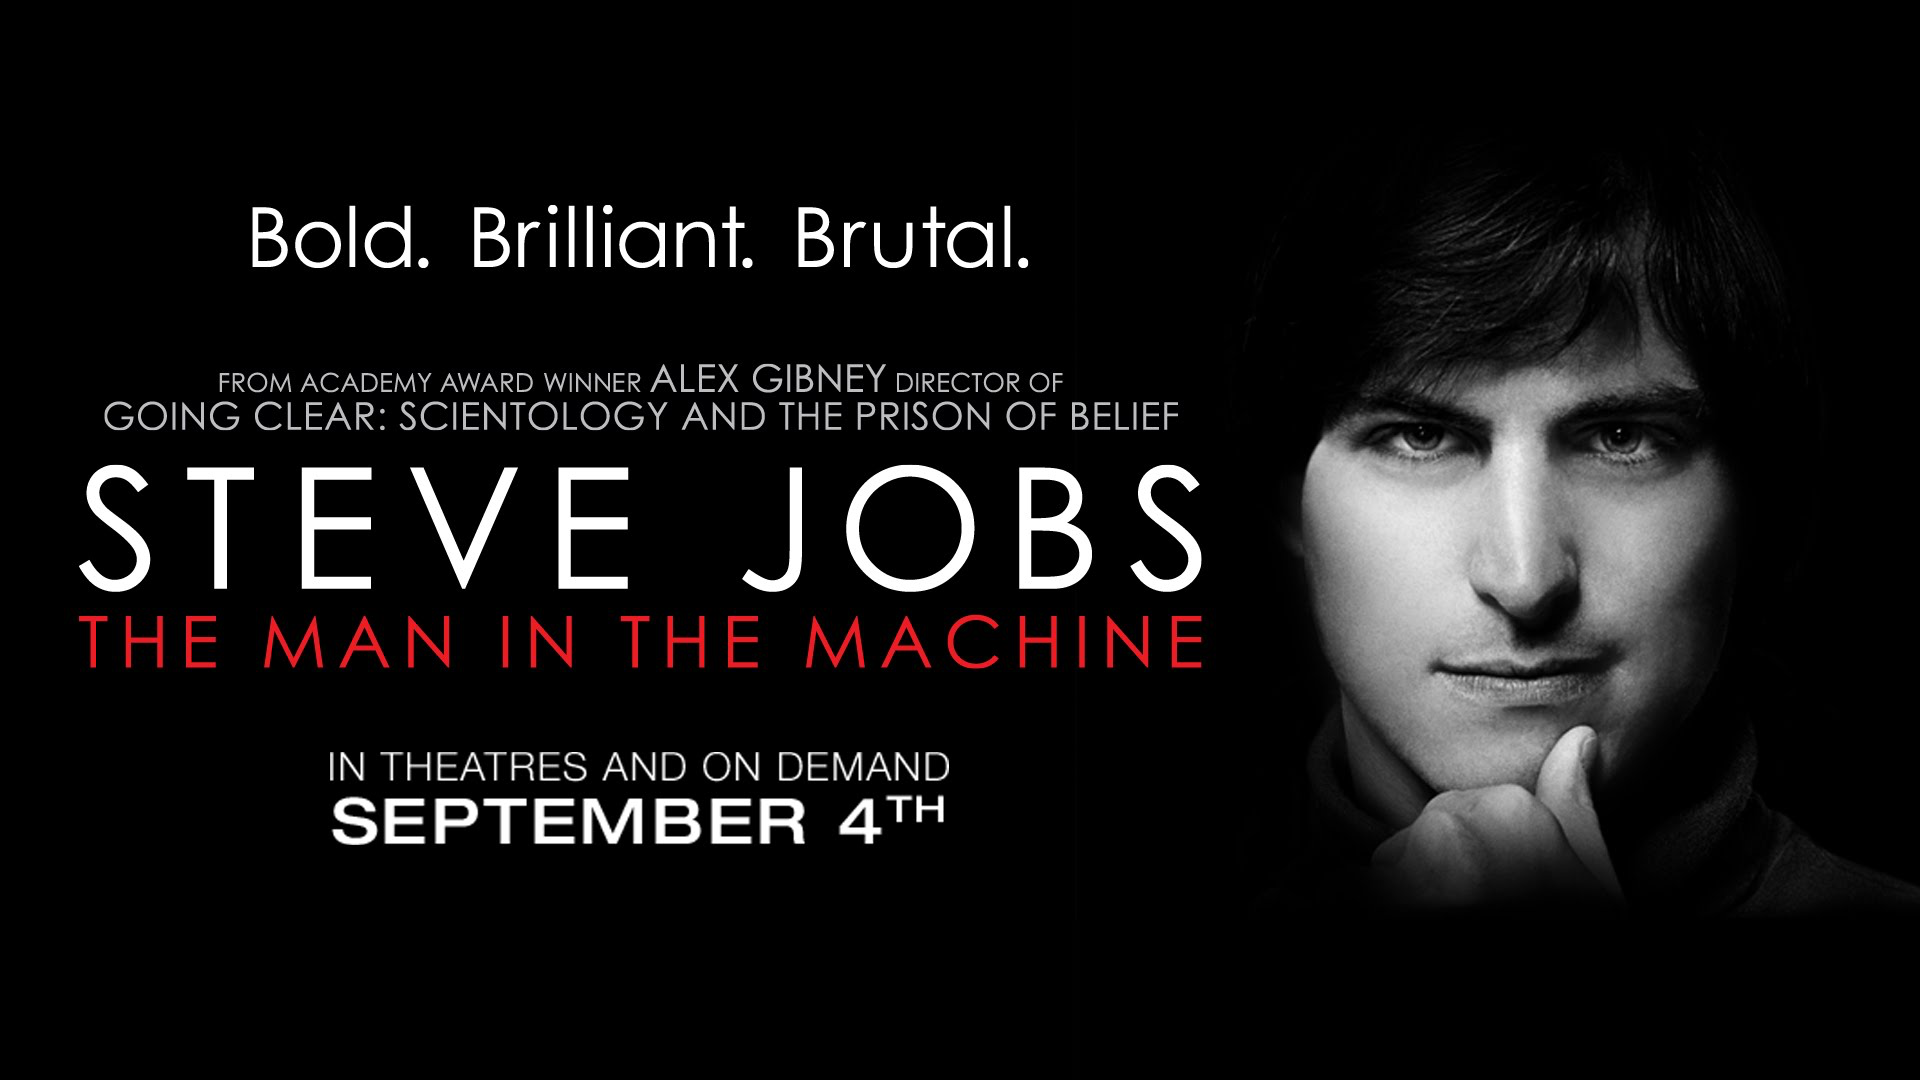 Bold. Brilliant. Brutal.
FROM ACADEMY AWARD WINNER ALEX GIBNEY DIRECTOR OF
GOING CLEAR: SCIENTOLOGY AND THE PRISON OF BELIEF
STEVE JOBS
THE MAN IN THE MACHINE
IN THEATRES AND ON DEMAND
SEPTEMBER 4TH